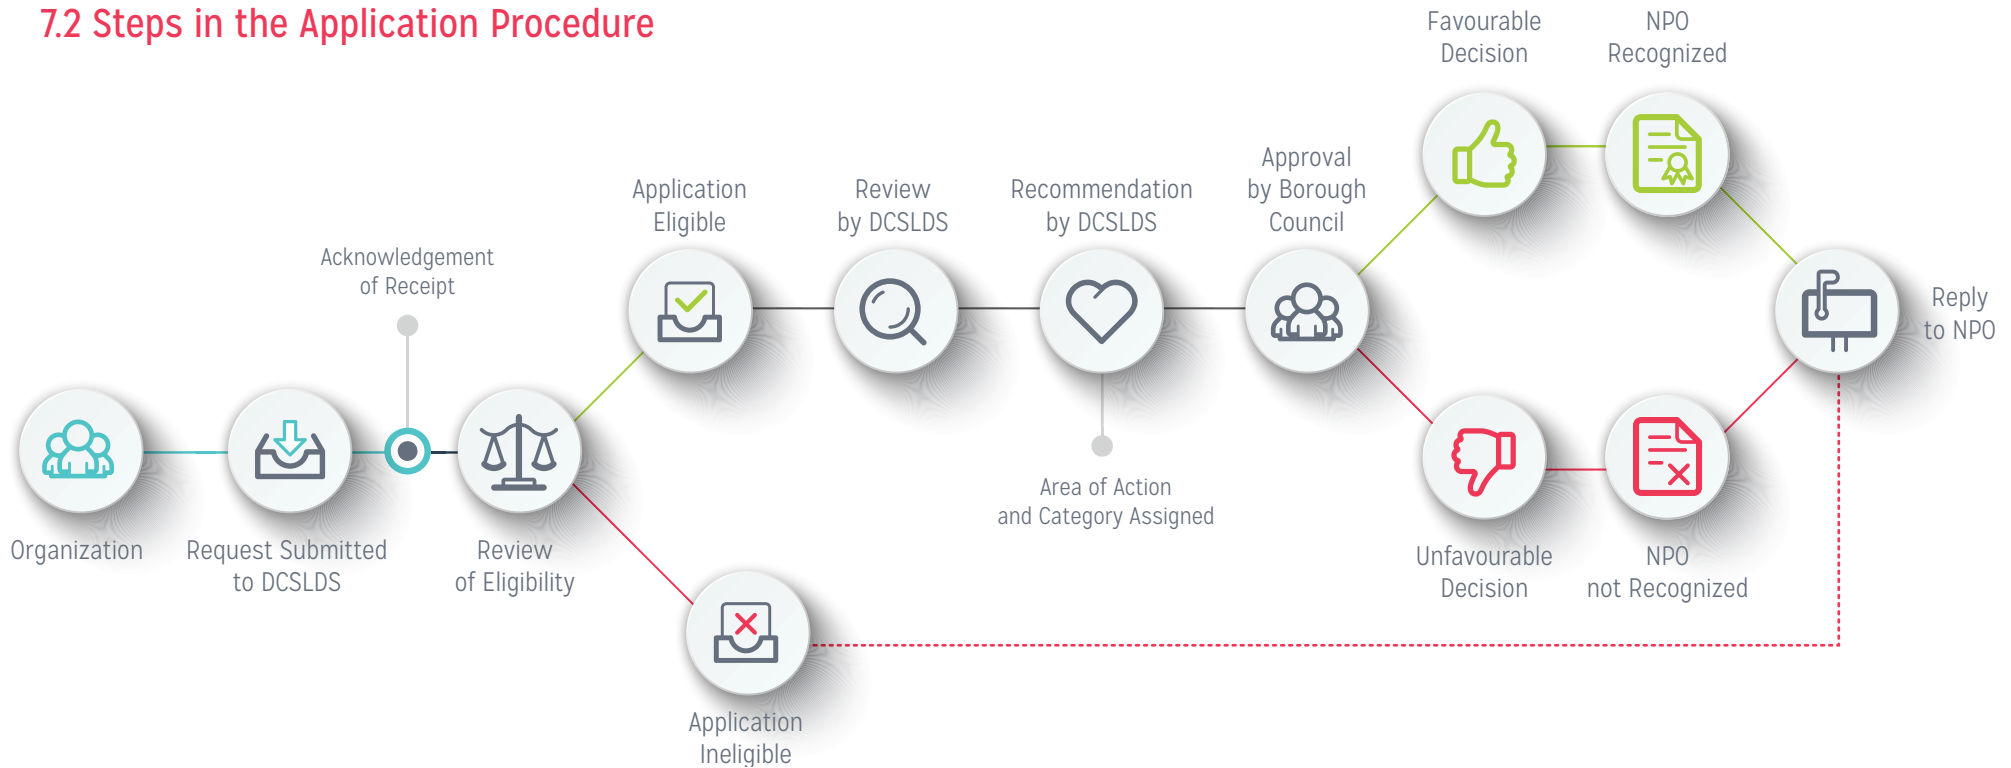 7.2 Steps in the Application Procedure
Organization
Request Submitted
to DCSLDS
Acknowledgement
of Receipt
Review
of Eligibility
Application
Eligible
Application
Ineligible
Review
by DCSLDS
Recommendation
by DCSLDS
Area of Action
and Category Assigned
Approval
by Borough
Council
Favourable
Decision
NPO
Recognized
Unfavourable
Decision
NPO
not Recognized
Reply
to NPO